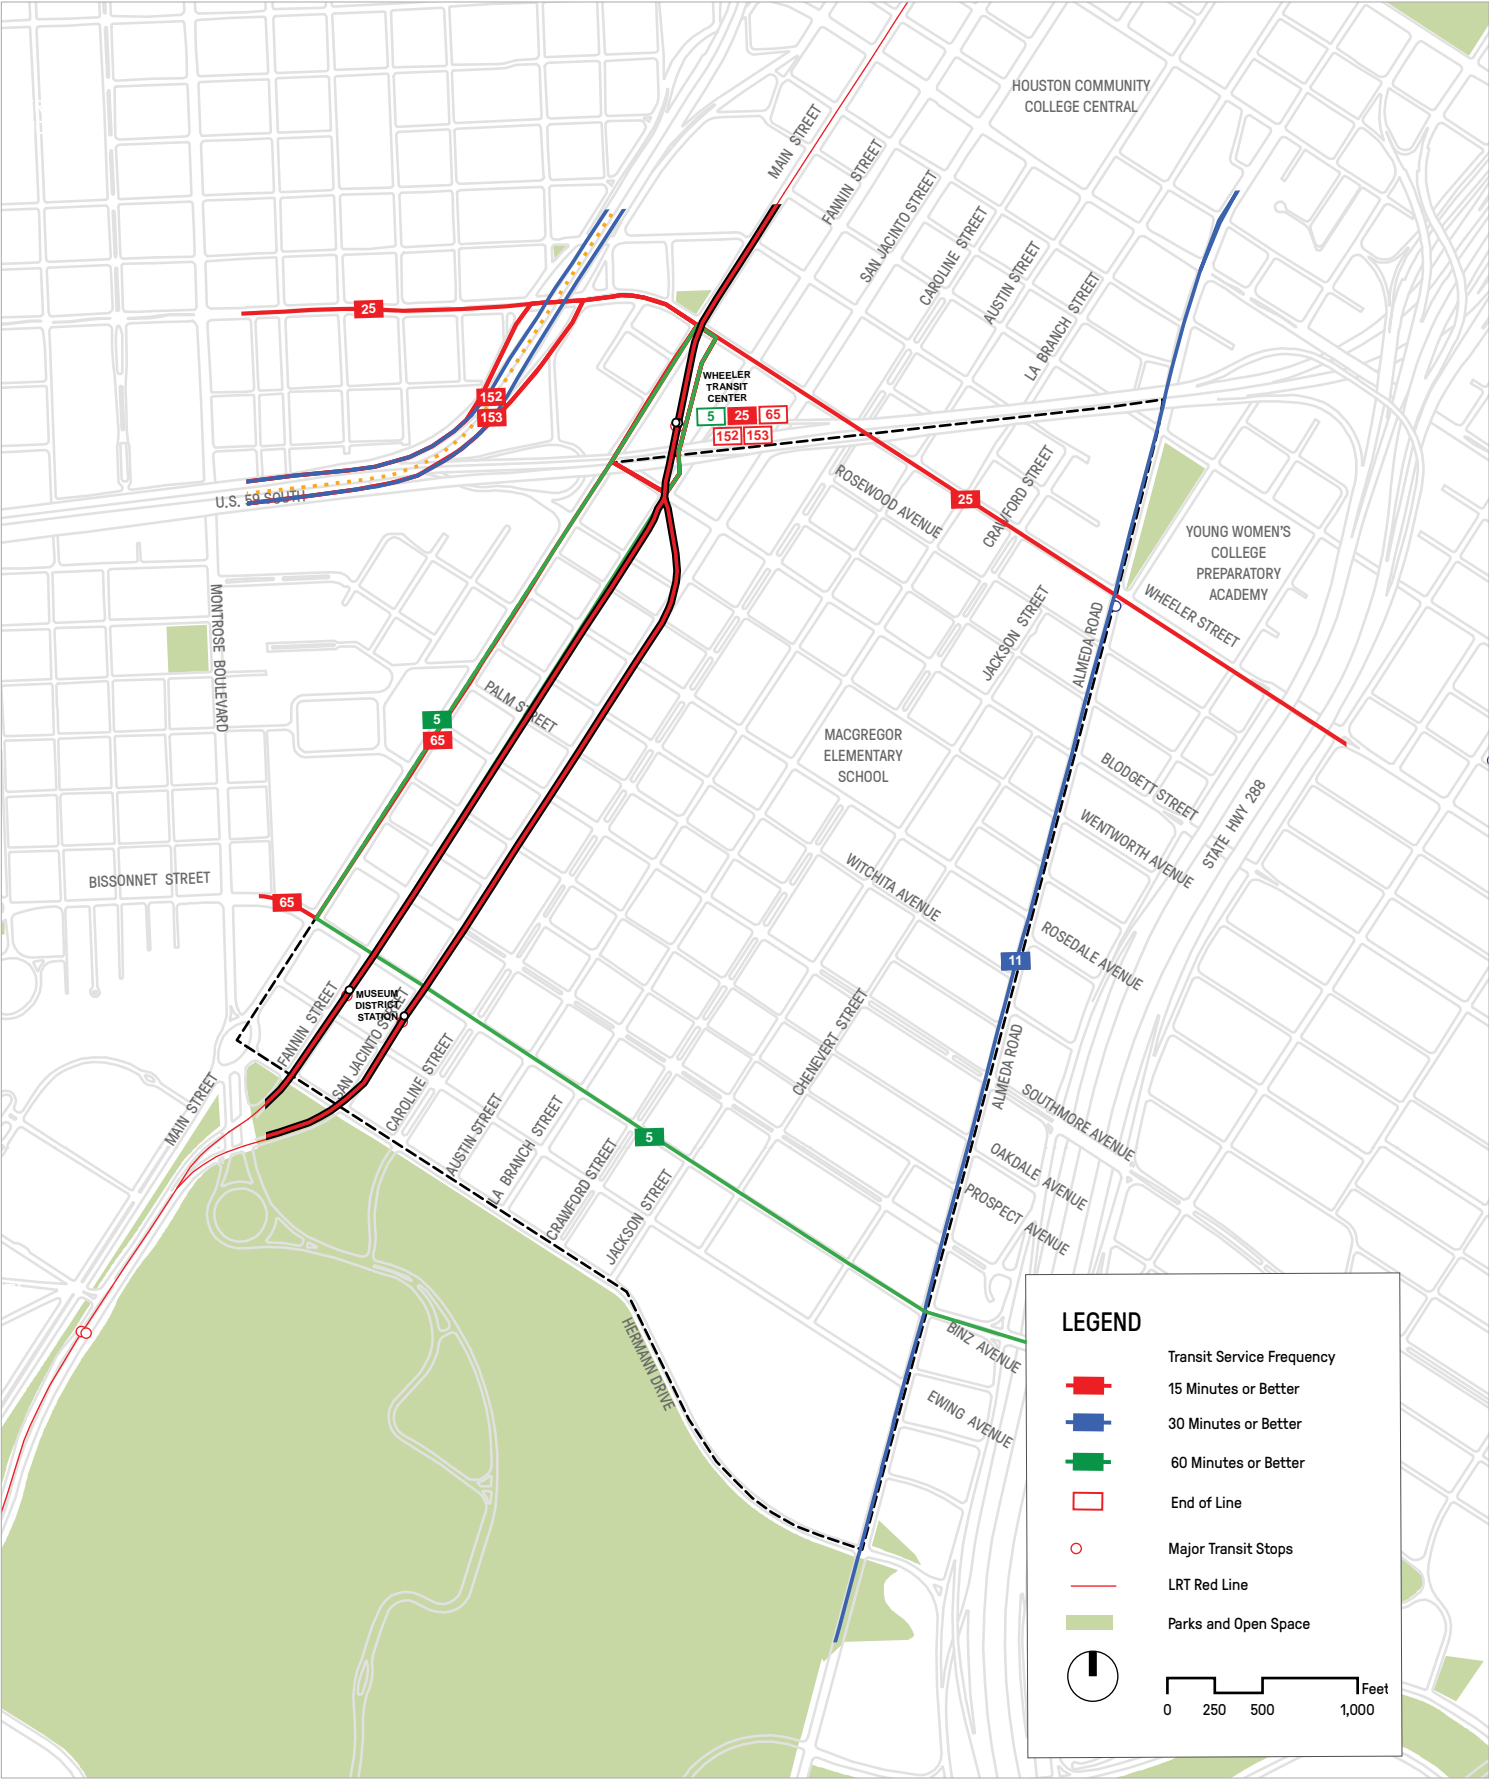 HOUSTON COMMUNITY
COLLEGE CENTRAL
MAIN STREET
FANNIN STREET
SAN JACINTO STREET
CAROLINE STREET
AUSTIN STREET
LA BRANCH STREET
25
152
153
WHEELER
TRANSIT
CENTER
5 25 65
152 153
U.S. 59 SOUTH
ROSEWOOD AVENUE
CRAWFORD STREET
25
YOUNG WOMEN'S
COLLEGE
PREPARATORY
ACADEMY
WHEELER STREET
MONTROSE BOULEVARD
JACKSON STREET
ALMEDA ROAD
PALM STREET
5
65
MACGREGOR
ELEMENTARY
SCHOOL
BLODGETT STREET
WENTWORTH AVENUE
STATE HWY 288
BISSONNET STREET
65
WITCHITA AVENUE
ROSEDALE AVENUE
11
MUSEUM
DISTRICT
STATION
FANNIN STREET
SAN JACINTO STREET
CAROLINE STREET
CHENEVERT STREET
ALMEDA ROAD
MAIN STREET
AUSTIN STREET
LA BRANCH STREET
CRAWFORD STREET
JACKSON STREET
5
SOUTHMORE AVENUE
OAKDALE AVENUE
PROSPECT AVENUE
HERMANN DRIVE
BINZ AVENUE
EWING AVENUE
LEGEND
Transit Service Frequency
15 Minutes or Better
30 Minutes or Better
60 Minutes or Better
End of Line
Major Transit Stops
LRT Red Line
Parks and Open Space
Feet
0 250 500 1,000